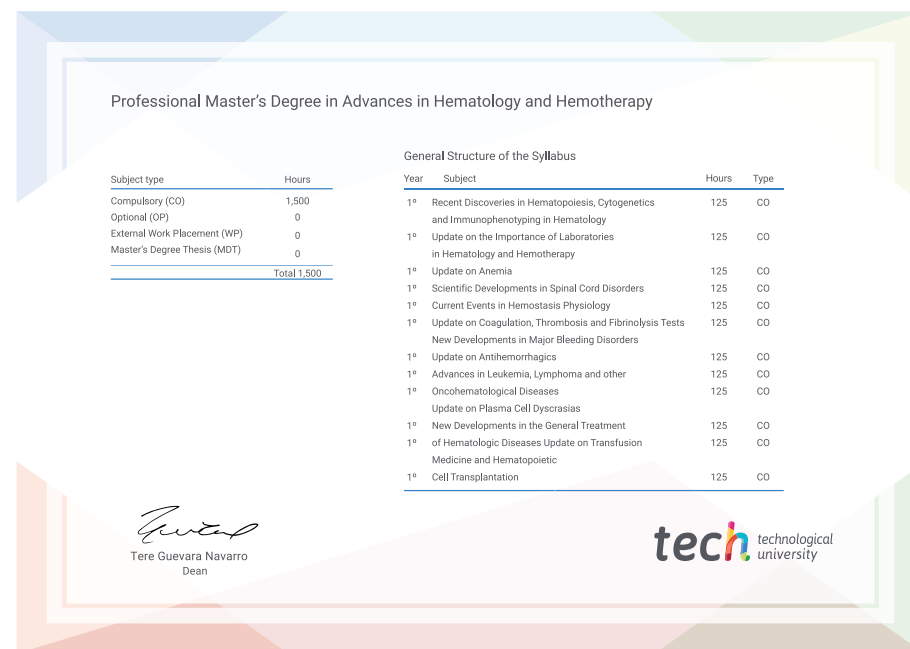 Professional Master's Degree in Advances in Hematology and Hemotherapy
Subject type Hours
Compulsory (CO) 1,500
Optional (OP) 0
External Work Placement (WP) 0
Master's Degree Thesis (MDT) 0
Total 1,500
General Structure of the Syllabus
Year Subject Hours Type
1º Recent Discoveries in Hematopoiesis, Cytogenetics 125 CO
and Immunophenotyping in Hematology
1º Update on the Importance of Laboratories 125 CO
in Hematology and Hemotherapy
1º Update on Anemia 125 CO
1º Scientific Developments in Spinal Cord Disorders 125 CO
1º Current Events in Hemostasis Physiology 125 CO
1º Update on Coagulation, Thrombosis and Fibrinolysis Tests 125 CO
New Developments in Major Bleeding Disorders
1º Update on Antihemorrhagics 125 CO
1º Advances in Leukemia, Lymphoma and other 125 CO
1º Oncohematological Diseases 125 CO
Update on Plasma Cell Dyscrasias
1º New Developments in the General Treatment 125 CO
1º of Hematologic Diseases Update on Transfusion 125 CO
Medicine and Hematopoietic
1º Cell Transplantation 125 CO
Tere Guevara Navarro
Dean
tech technological
university